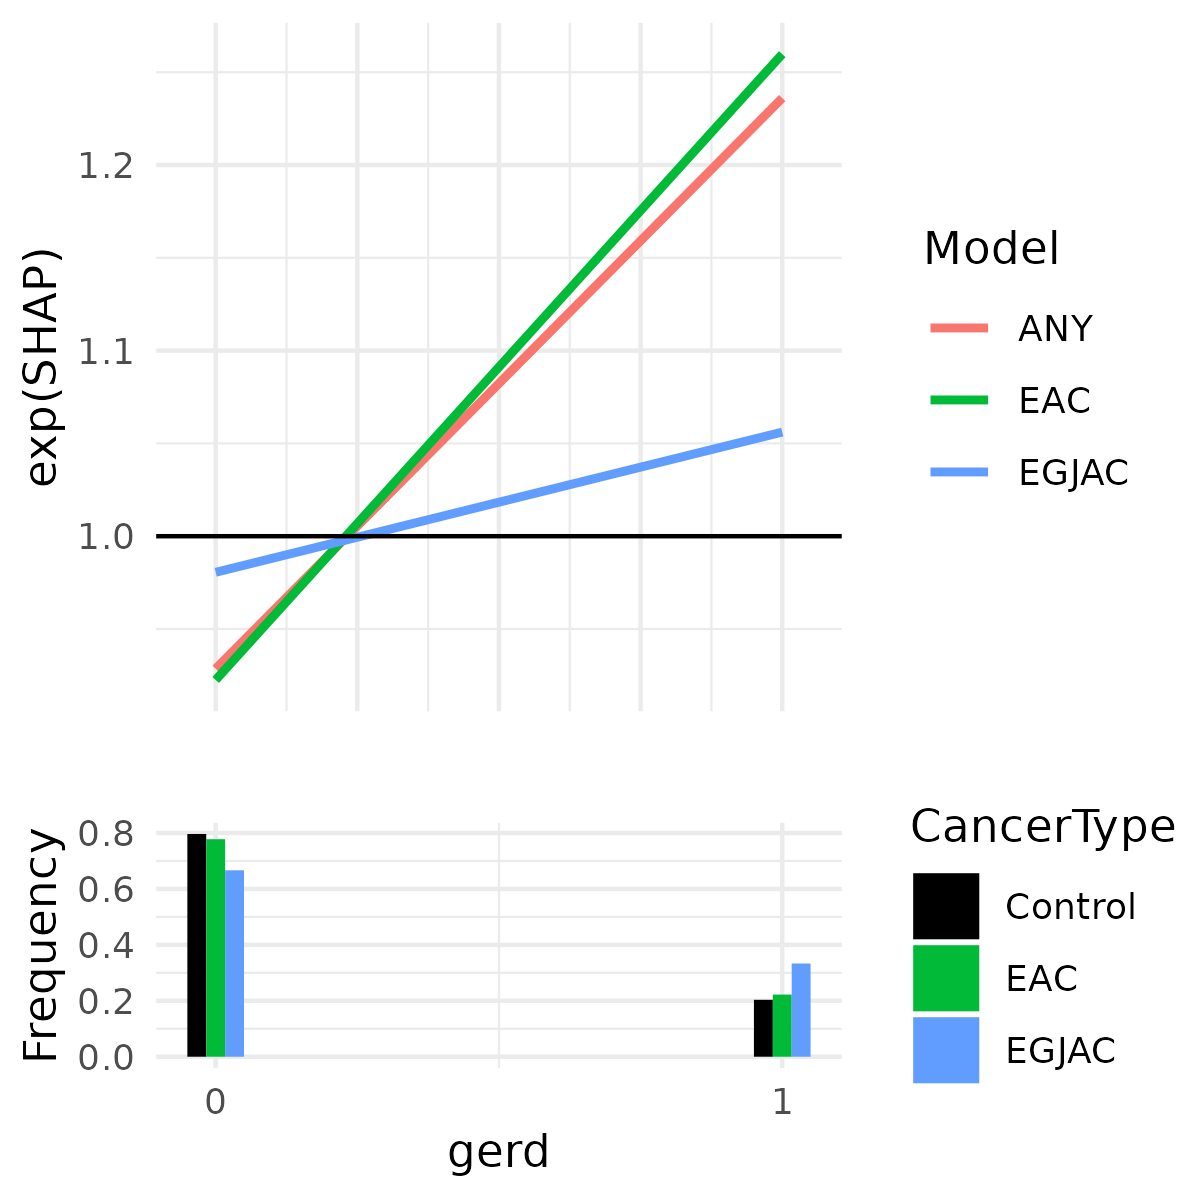 exp(SHAP)
1.2
1.1
1.0
Model
ANY
EAC
EGJAC
Frequency
0.8
0.6
0.4
0.2
0.0
0 1
gerd
CancerType
Control
EAC
EGJAC